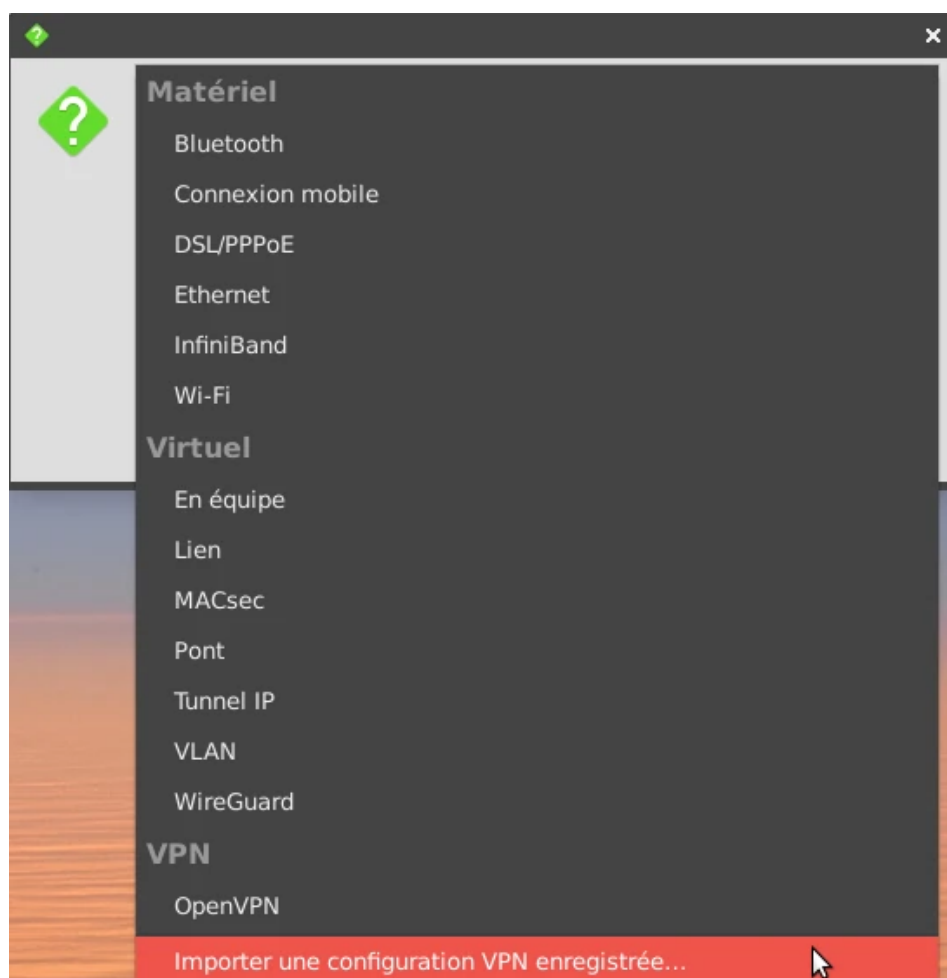 Matériel
Bluetooth
Connexion mobile
DSL/PPPoE
Ethernet
InfiniBand
Wi-Fi
Virtuel
En équipe
Lien
MACsec
Pont
Tunnel IP
VLAN
WireGuard
VPN
OpenVPN
Importer une configuration VPN enregistrée...